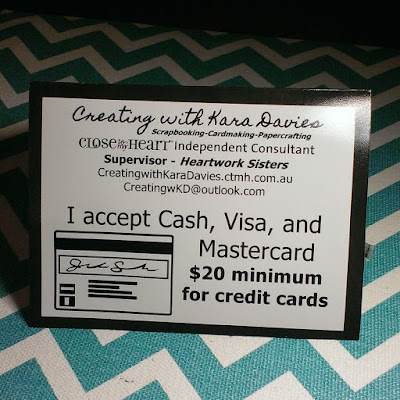 Creating with Kara Davies
Scrapbooking-Cardmaking-Papercrafting
CLOSE to my HEART Independent Consultant
Supervisor - Heartwork Sisters
CreatingwithKaraDavies.ctmh.com.au
CreatingwKD@outlook.com
I accept Cash, Visa, and
Mastercard
$20 minimum
for credit cards